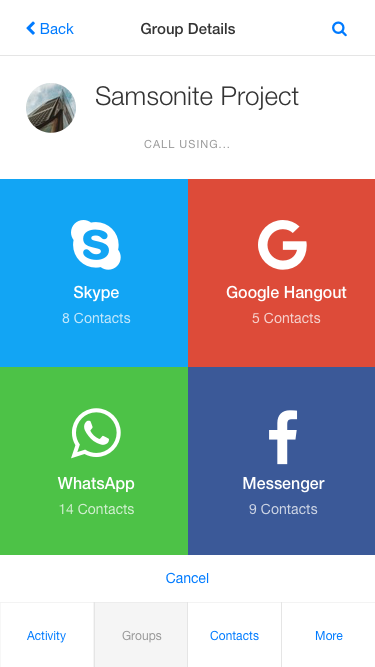 Back
Group Details
Samsonite Project
CALL USING...
Skype
8 Contacts
Google Hangout
5 Contacts
WhatsApp
14 Contacts
Messenger
9 Contacts
Cancel
Activity
Groups
Contacts
More